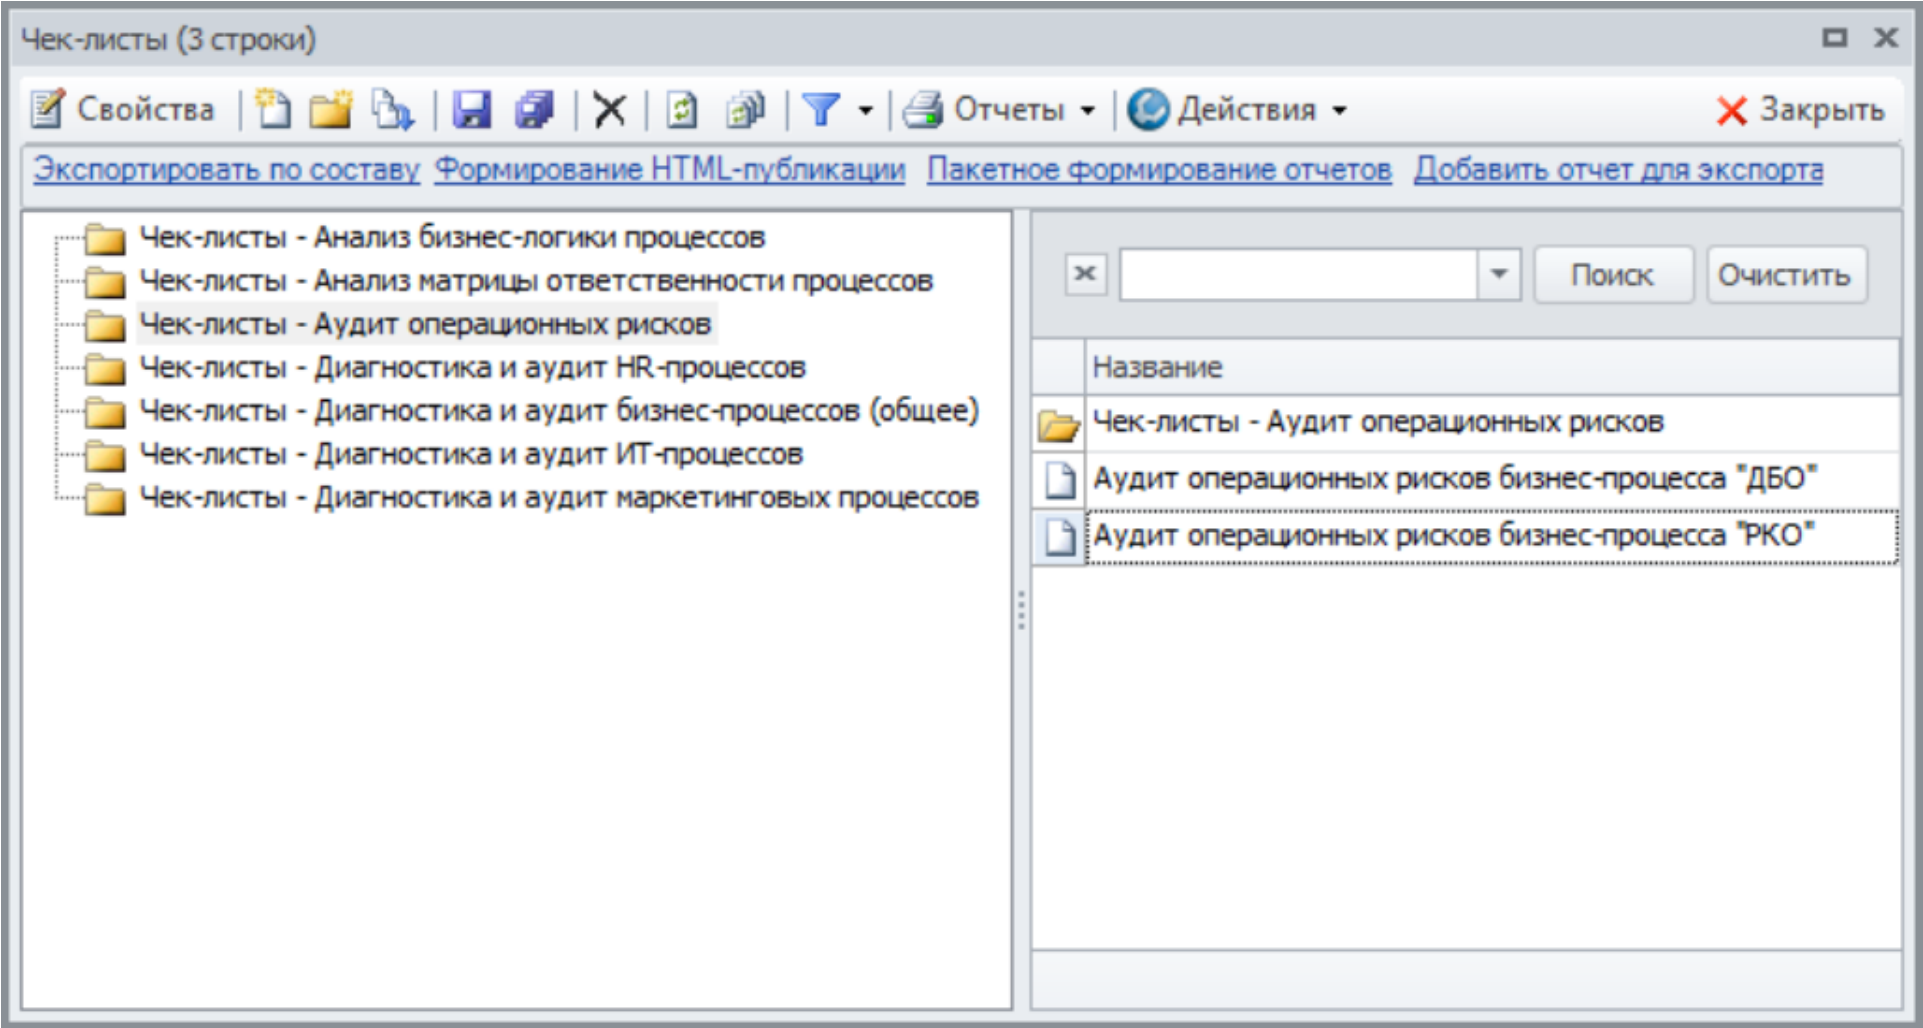 Чек-листы (3 строки)
Свойства Отчеты Действия Закрыть
Экспортировать по составу Формирование HTML-публикации Пакетное формирование отчетов Добавить отчет для экспорта
Чек-листы - Анализ бизнес-логики процессов
Чек-листы - Анализ матрицы ответственности процессов
Чек-листы - Аудит операционных рисков
Чек-листы - Диагностика и аудит HR-процессов
Чек-листы - Диагностика и аудит бизнес-процессов (общее)
Чек-листы - Диагностика и аудит ИТ-процессов
Чек-листы - Диагностика и аудит маркетинговых процессов
Поиск Очистить
Название
Чек-листы - Аудит операционных рисков
Аудит операционных рисков бизнес-процесса "ДБО"
Аудит операционных рисков бизнес-процесса "РКО"